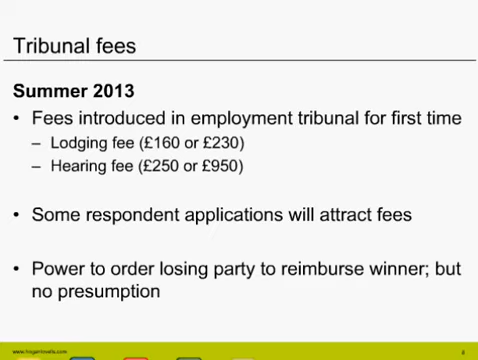 Tribunal fees
Summer 2013
• Fees introduced in employment tribunal for first time
– Lodging fee (£160 or £230)
– Hearing fee (£250 or £950)
• Some respondent applications will attract fees
• Power to order losing party to reimburse winner; but
no presumption
www.hoganlovells.com